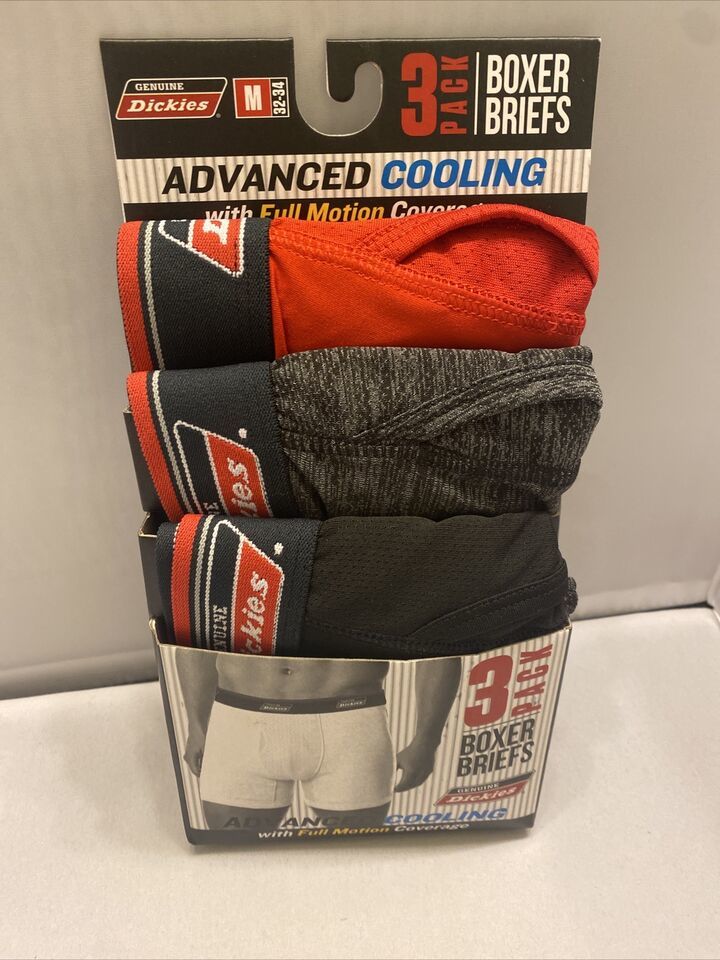 GENUINE
Dickies
M
32-34
3 PACK
BOXER
BRIEFS
ADVANCED COOLING
with Full Motion Coverage
Dickies
GENUINE
Dickies
Dickies
3 PACK
BOXER
BRIEFS
GENUINE
Dickies
ADVANCED COOLING
with Full Motion Coverage